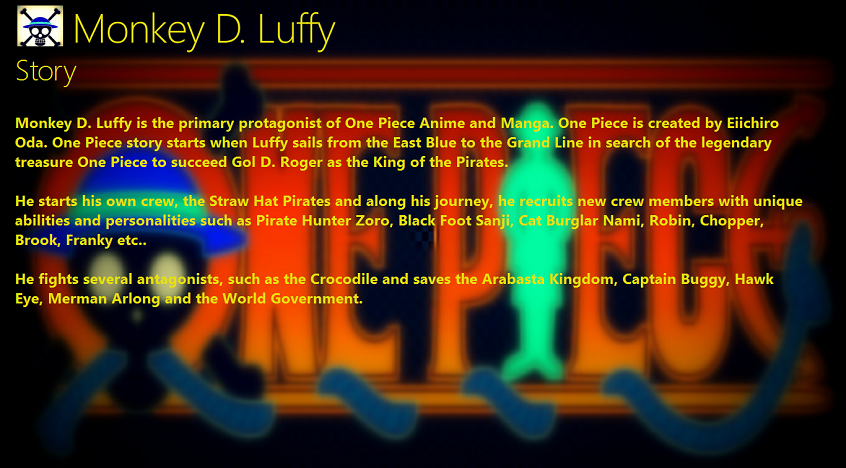 Monkey D. Luffy
Story
Monkey D. Luffy is the primary protagonist of One Piece Anime and Manga. One Piece is created by Eiichiro
Oda. One Piece story starts when Luffy sails from the East Blue to the Grand Line in search of the legendary
treasure One Piece to succeed Gol D. Roger as the King of the Pirates.
He starts his own crew, the Straw Hat Pirates and along his journey, he recruits new crew members with unique
abilities and personalities such as Pirate Hunter Zoro, Black Foot Sanji, Cat Burglar Nami, Robin, Chopper,
Brook, Franky etc..
He fights several antagonists, such as the Crocodile and saves the Arabasta Kingdom, Captain Buggy, Hawk
Eye, Merman Arlong and the World Government.
ONE PIECE